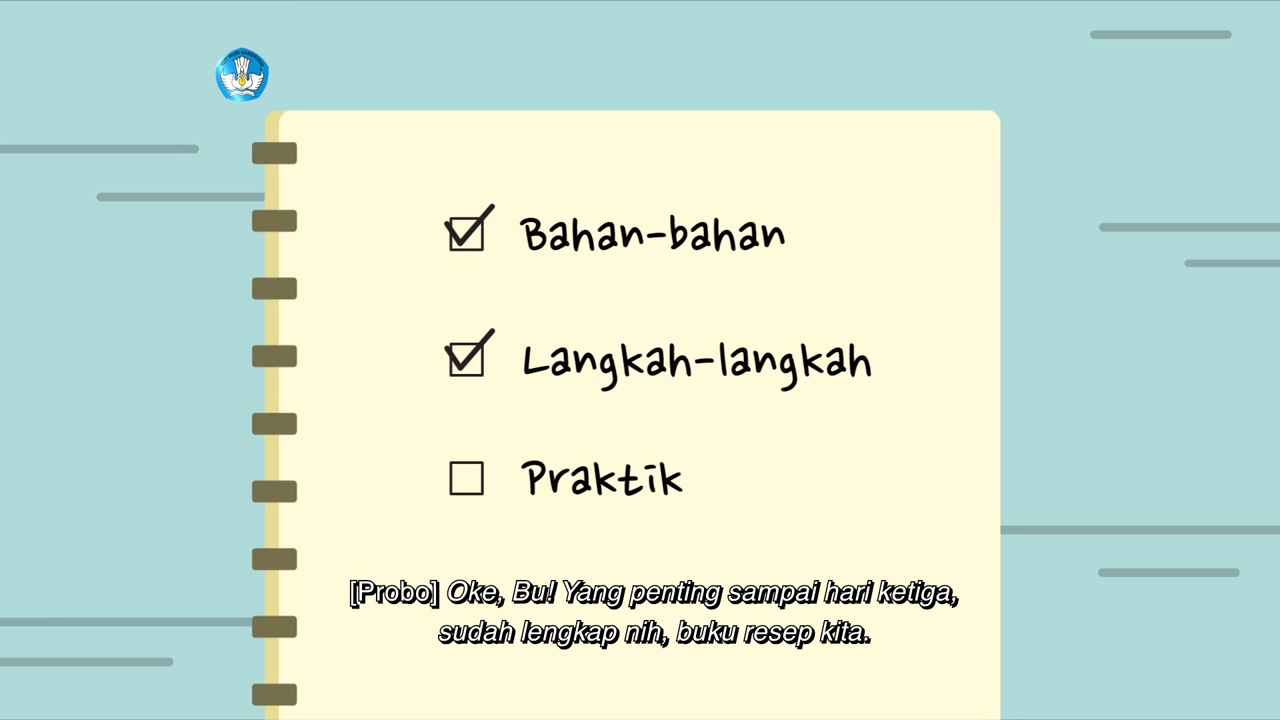 Bahan-bahan
Langkah-langkah
Praktik
[Probo] Oke, Bu! Yang penting sampai hari ketiga,
sudah lengkap nih, buku resep kita.